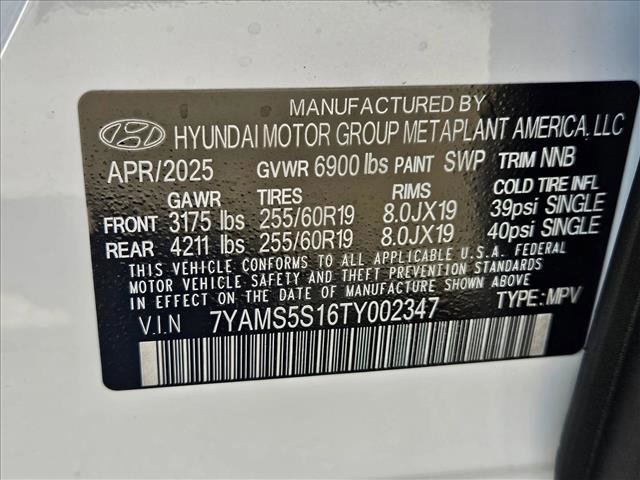 MANUFACTURED BY
HYUNDAI MOTOR GROUP METAPLANT AMERICA, LLC
APR/2025 GVWR 6900 lbs PAINT SWP TRIM NNB
GAWR TIRES RIMS COLD TIRE INFL
FRONT 3175 lbs 255/60R19 8.0JX19 39psi SINGLE
REAR 4211 lbs 255/60R19 8.0JX19 40psi SINGLE
THIS VEHICLE CONFORMS TO ALL APPLICABLE U.S.A. FEDERAL
MOTOR VEHICLE SAFETY AND THEFT PREVENTION STANDARDS
IN EFFECT ON THE DATE OF MANUFACTURE SHOWN ABOVE.
V.I.N 7YAMS5S16TY002347 TYPE: MPV